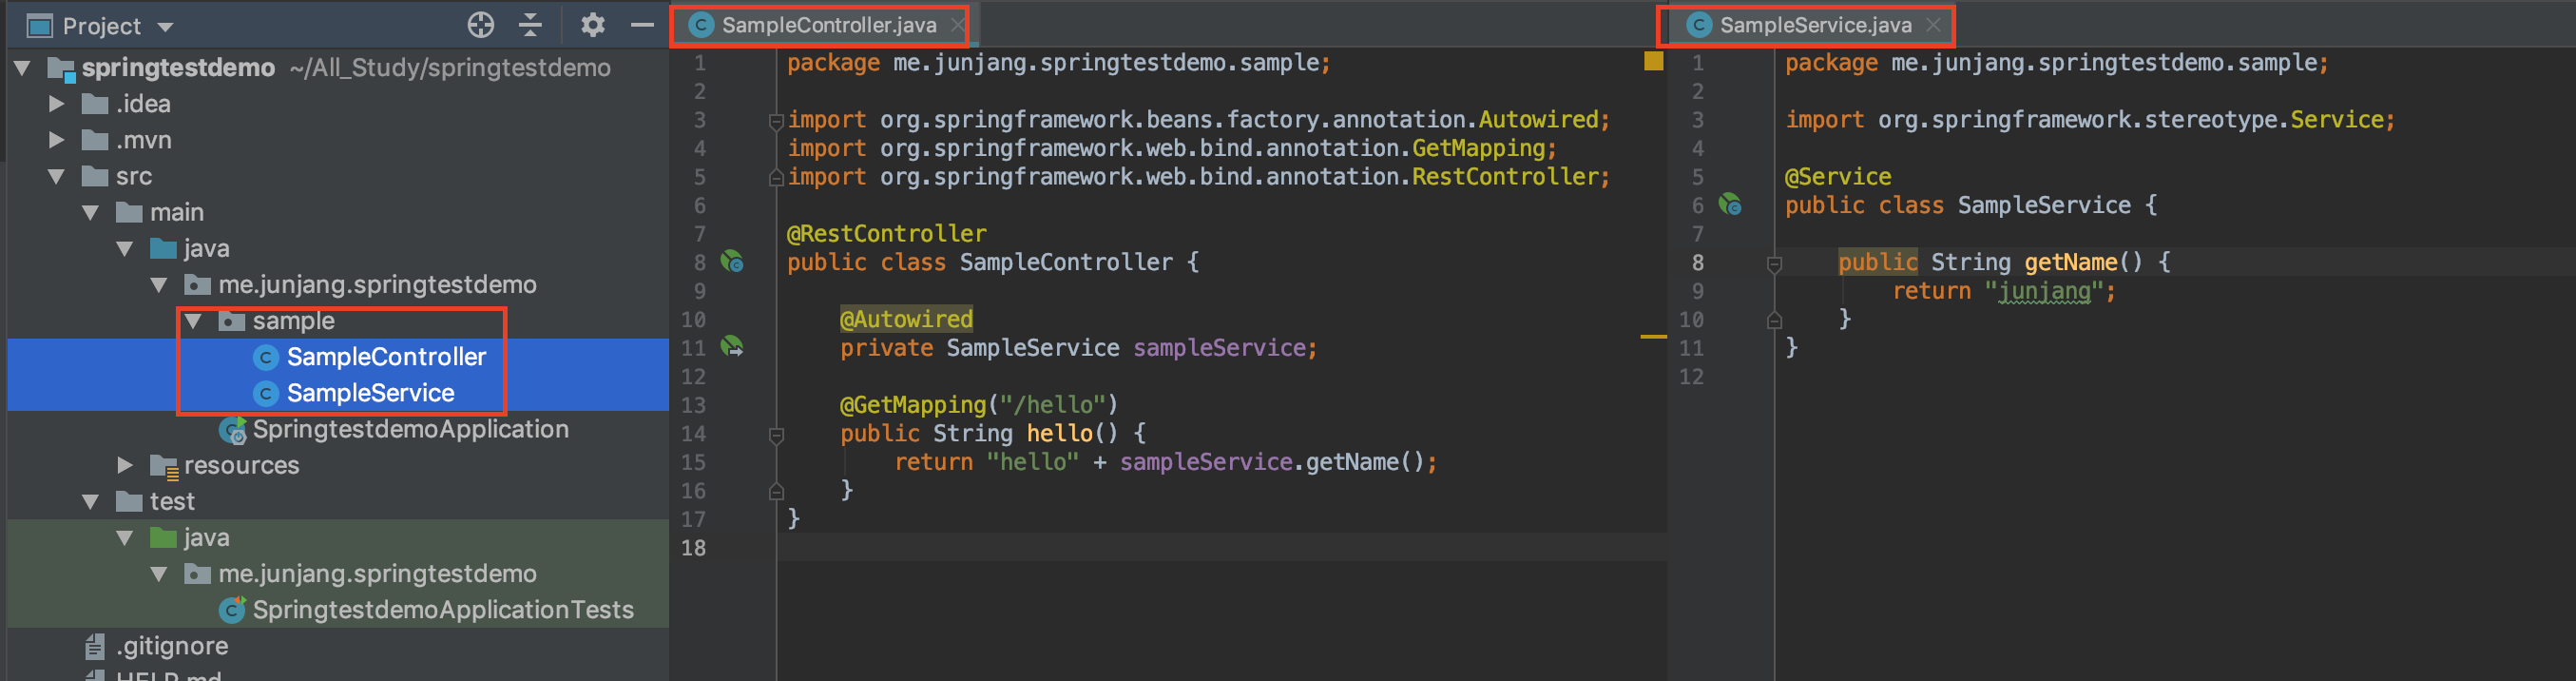 Project
springtestdemo ~/All_Study/springtestdemo
.idea
.mvn
src
main
java
me.junjang.springtestdemo
sample
SampleController
SampleService
SpringtestdemoApplication
resources
test
java
me.junjang.springtestdemo
SpringtestdemoApplicationTests
.gitignore
HELP.md
SampleController.java
1 package me.junjang.springtestdemo.sample;
2
3 import org.springframework.beans.factory.annotation.Autowired;
4 import org.springframework.web.bind.annotation.GetMapping;
5 import org.springframework.web.bind.annotation.RestController;
6
7 @RestController
8 public class SampleController {
9
10 @Autowired
11 private SampleService sampleService;
12
13 @GetMapping("/hello")
14 public String hello() {
15 return "hello" + sampleService.getName();
16 }
17 }
18
SampleService.java
1 package me.junjang.springtestdemo.sample;
2
3 import org.springframework.stereotype.Service;
4
5 @Service
6 public class SampleService {
7
8 public String getName() {
9 return "junjang";
10 }
11 }
12